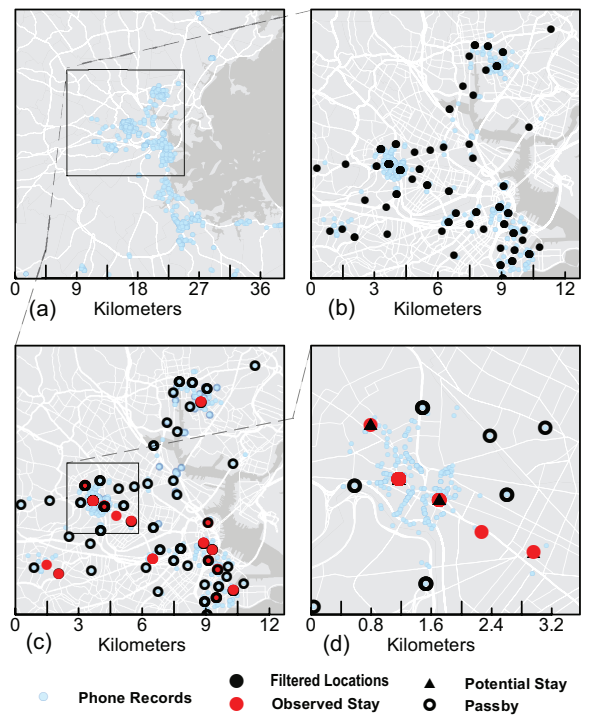 0 9 18 27 36
(a) Kilometers
0 3 6 9 12
(b) Kilometers
0 3 6 9 12
(c) Kilometers
0 0.8 1.6 2.4 3.2
(d) Kilometers
Phone Records
Filtered Locations
Observed Stay
Potential Stay
Passby